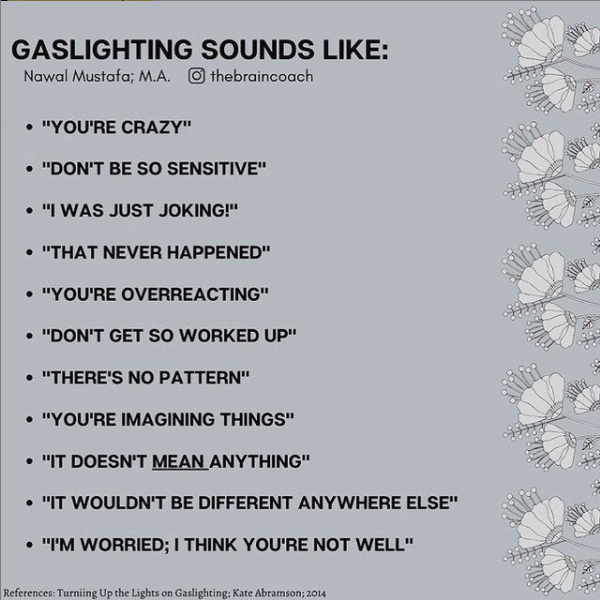 GASLIGHTING SOUNDS LIKE:
Nawal Mustafa; M.A. thebraincoach
• "YOU'RE CRAZY"
• "DON'T BE SO SENSITIVE"
• "I WAS JUST JOKING!"
• "THAT NEVER HAPPENED"
• "YOU'RE OVERREACTING"
• "DON'T GET SO WORKED UP"
• "THERE'S NO PATTERN"
• "YOU'RE IMAGINING THINGS"
• "IT DOESN'T MEAN ANYTHING"
• "IT WOULDN'T BE DIFFERENT ANYWHERE ELSE"
• "I'M WORRIED; I THINK YOU'RE NOT WELL"
References: Turniing Up the Lights on Gaslighting; Kate Abramson; 2014